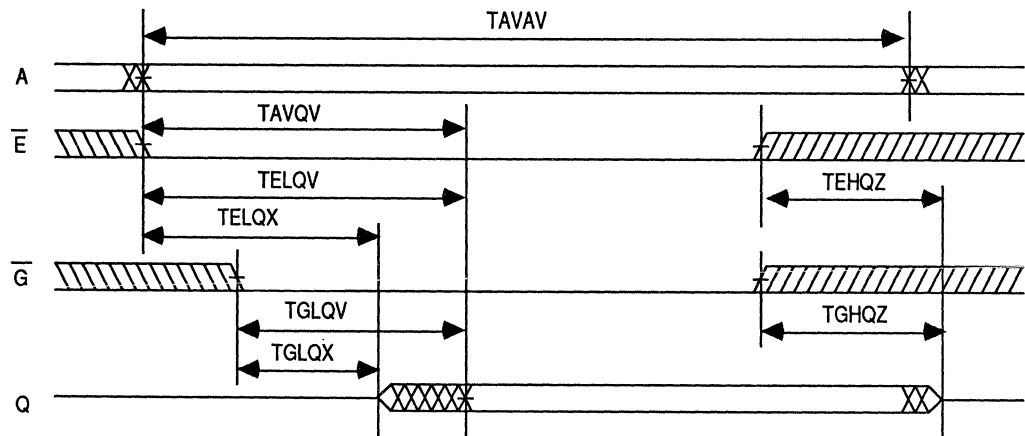 TAVAV
A
TAVQV
E̅
TELQV
TEHQZ
TELQX
G̅
TGLQV
TGHQZ
TGLQX
Q